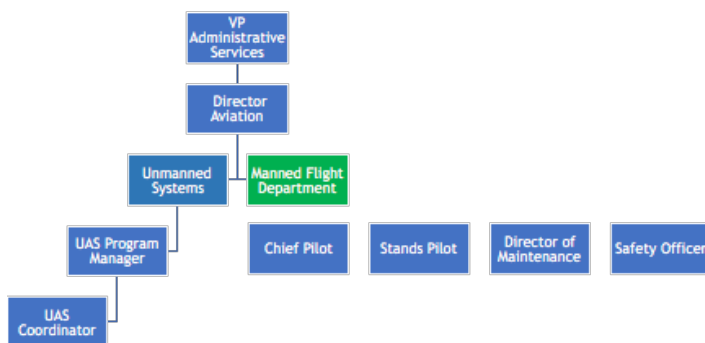 VP
Administrative
Services
Director
Aviation
Unmanned
Systems
Manned Flight
Department
UAS Program
Manager
Chief Pilot
Stands Pilot
Director of
Maintenance
Safety Officer
UAS
Coordinator